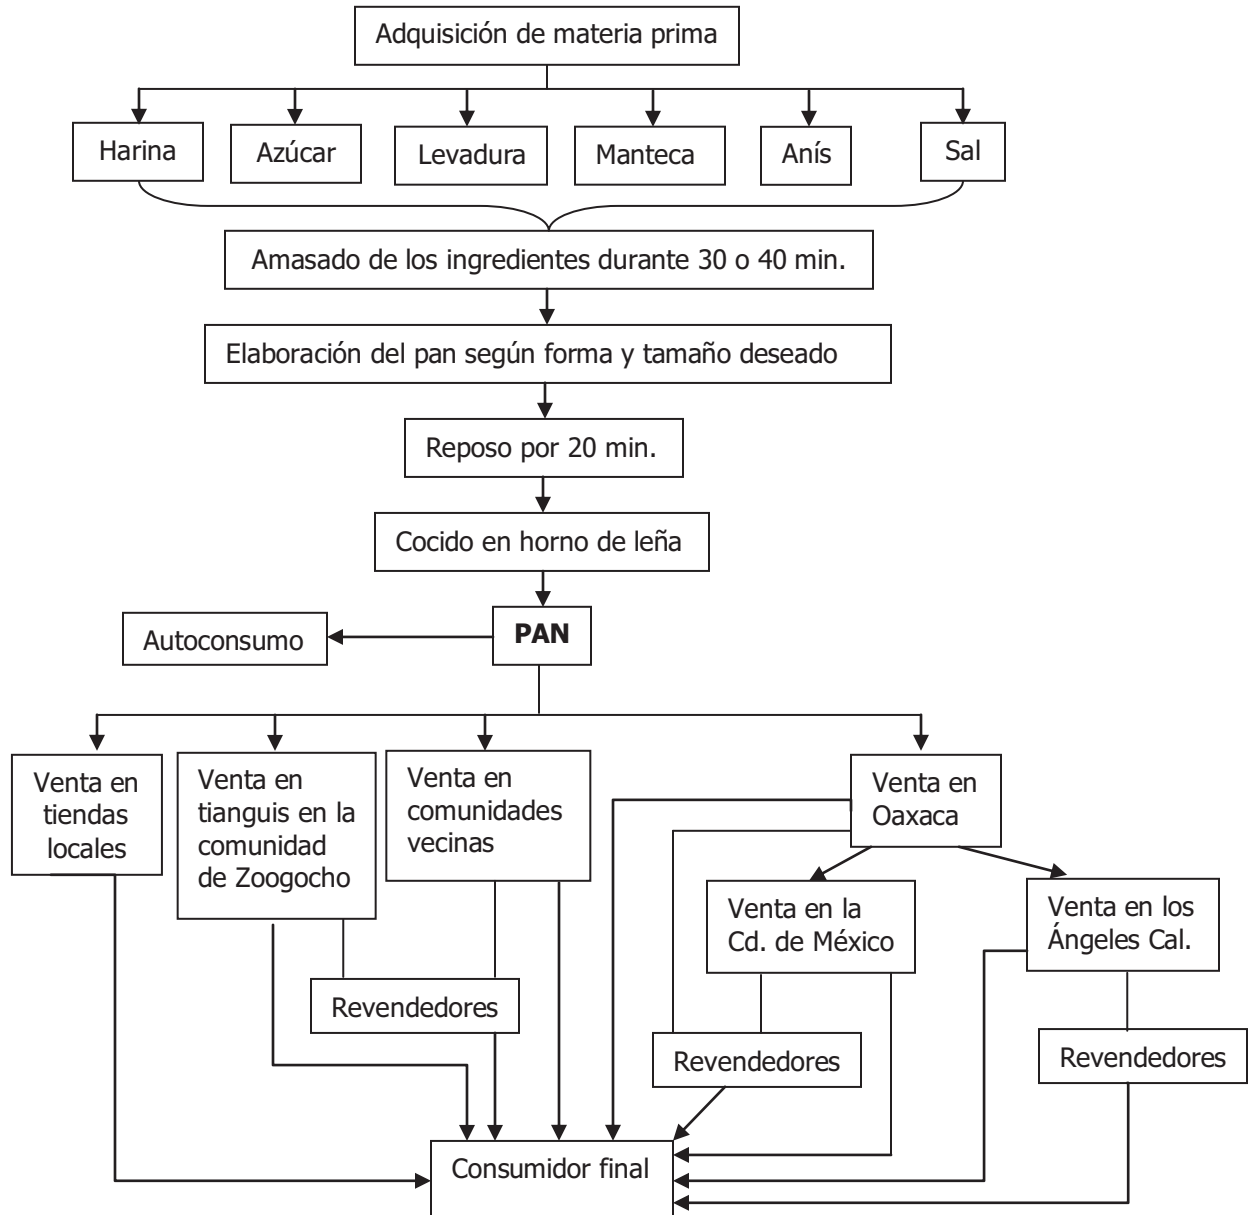 Adquisición de materia prima
Harina
Azúcar
Levadura
Manteca
Anís
Sal
Amasado de los ingredientes durante 30 o 40 min.
Elaboración del pan según forma y tamaño deseado
Reposo por 20 min.
Cocido en horno de leña
Autoconsumo
PAN
Venta en
tiendas
locales
Venta en
tianguis en la
comunidad
de Zoogocho
Venta en
comunidades
vecinas
Venta en
Oaxaca
Venta en la
Cd. de México
Venta en los
Ángeles Cal.
Revendedores
Revendedores
Revendedores
Consumidor final